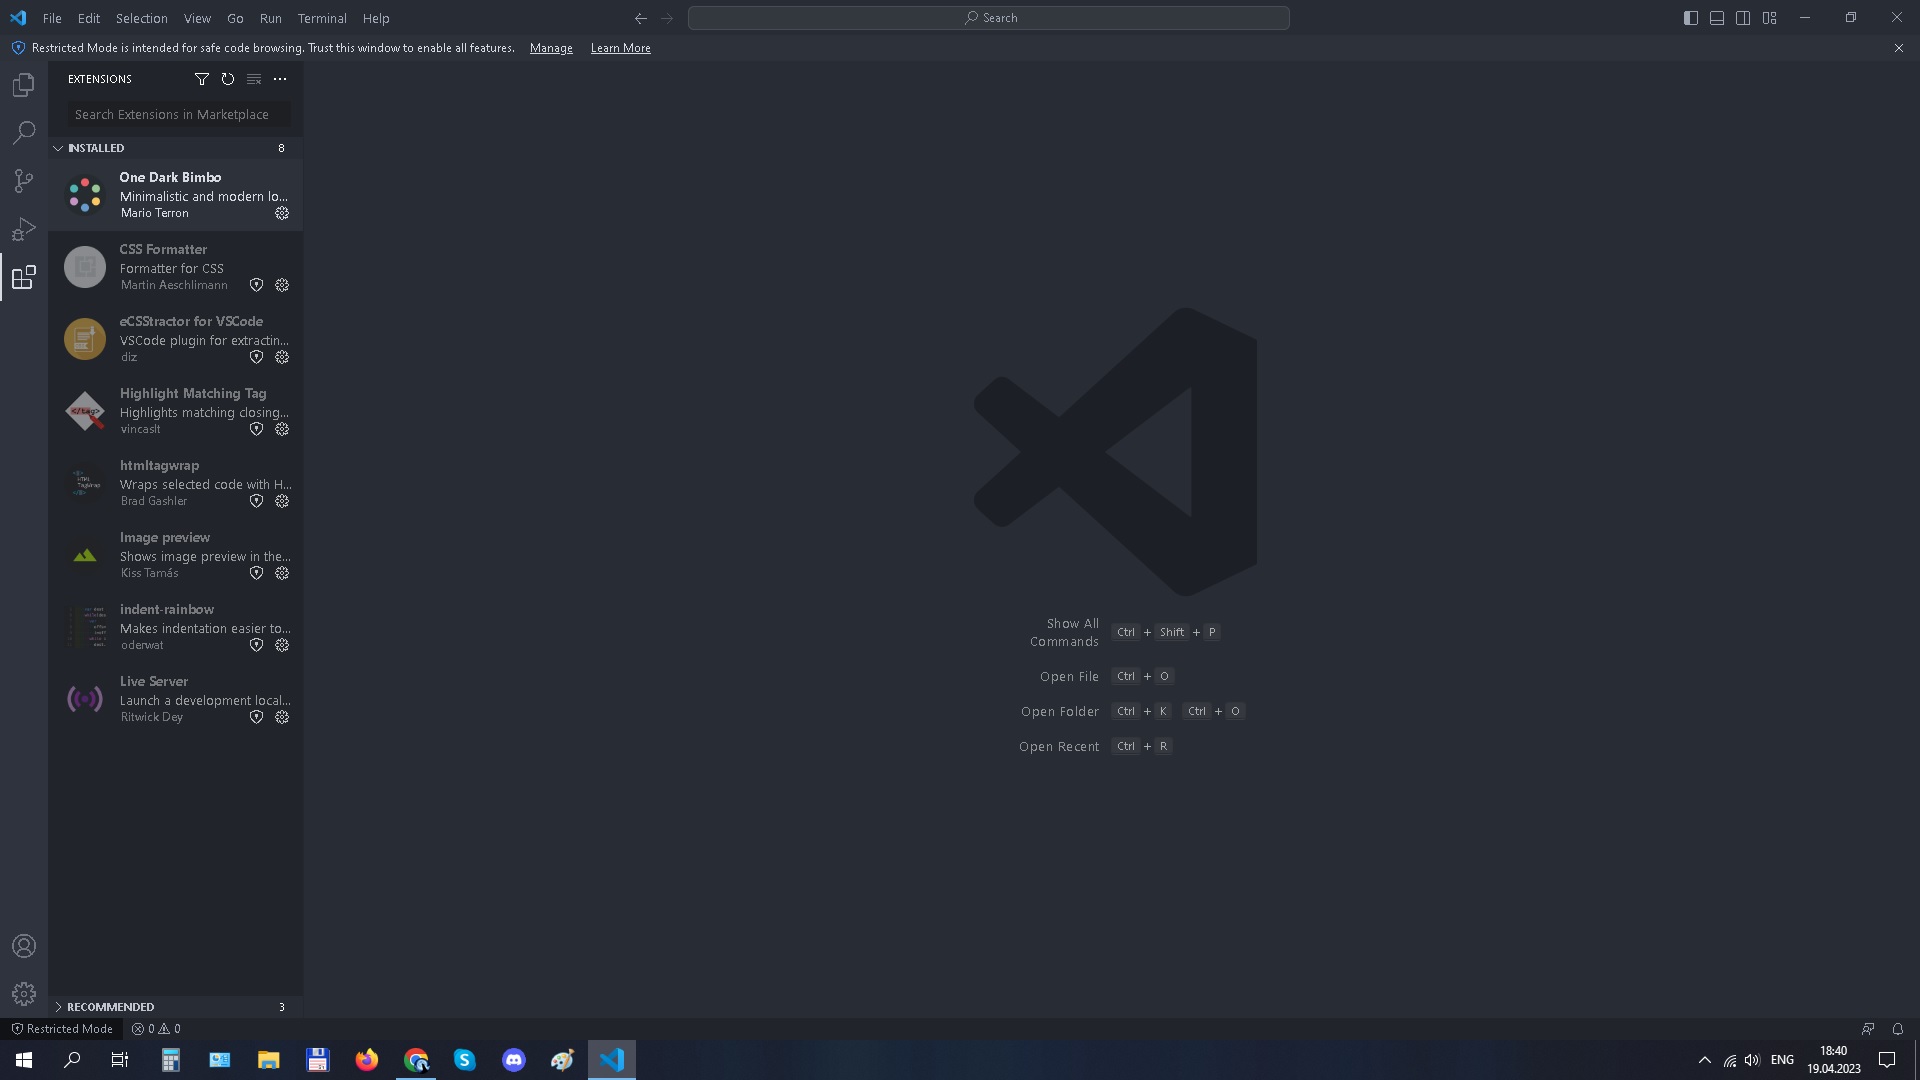 File Edit Selection View Go Run Terminal Help
Search
Restricted Mode is intended for safe code browsing. Trust this window to enable all features. Manage Learn More
EXTENSIONS
Search Extensions in Marketplace
INSTALLED 8
One Dark Bimbo
Minimalistic and modern lo...
Mario Terron
CSS Formatter
Formatter for CSS
Martin Aeschlimann
eCSStractor for VSCode
VSCode plugin for extractin...
diz
</tag>
Highlight Matching Tag
Highlights matching closing...
vincaslt
HTML
TagWrap
htmltagwrap
Wraps selected code with H...
Brad Gashler
Image preview
Shows image preview in the...
Kiss Tamás
indent-rainbow
Makes indentation easier to...
oderwat
Live Server
Launch a development local...
Ritwick Dey
Show All
Commands Ctrl + Shift + P
Open File Ctrl + O
Open Folder Ctrl + K Ctrl + O
Open Recent Ctrl + R
RECOMMENDED 3
Restricted Mode 0 0
ENG
18:40
19.04.2023